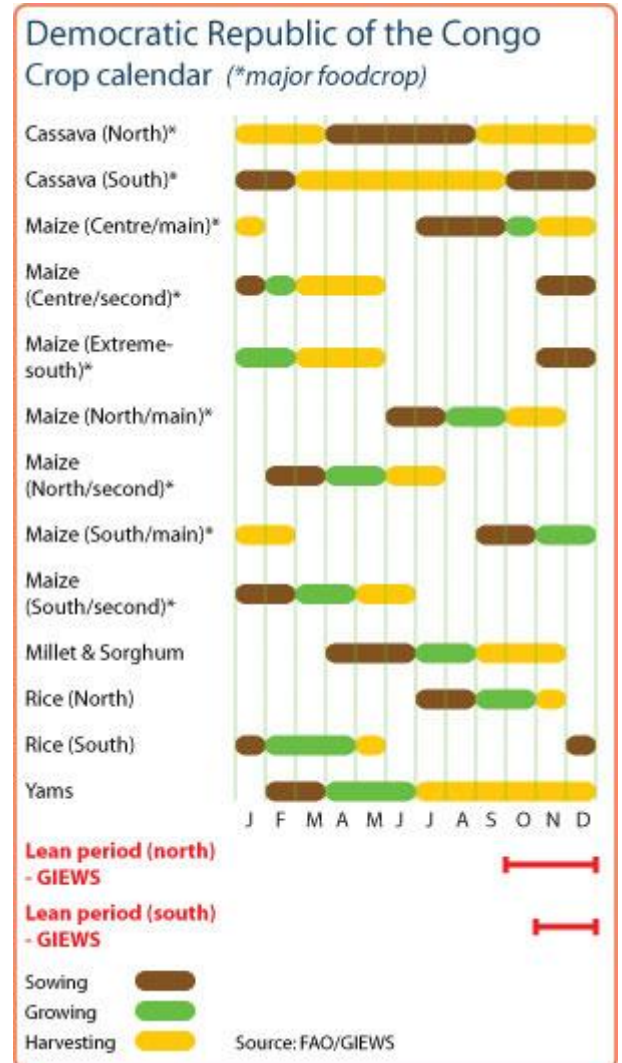 Democratic Republic of the Congo
Crop calendar (*major foodcrop)
Cassava (North)*
Cassava (South)*
Maize (Centre/main)*
Maize
(Centre/second)*
Maize (Extreme-
south)*
Maize (North/main)*
Maize
(North/second)*
Maize (South/main)*
Maize
(South/second)*
Millet & Sorghum
Rice (North)
Rice (South)
Yams
J F M A M J J A S O N D
Lean period (north)
- GIEWS
Lean period (south)
- GIEWS
Sowing
Growing
Harvesting Source: FAO/GIEWS